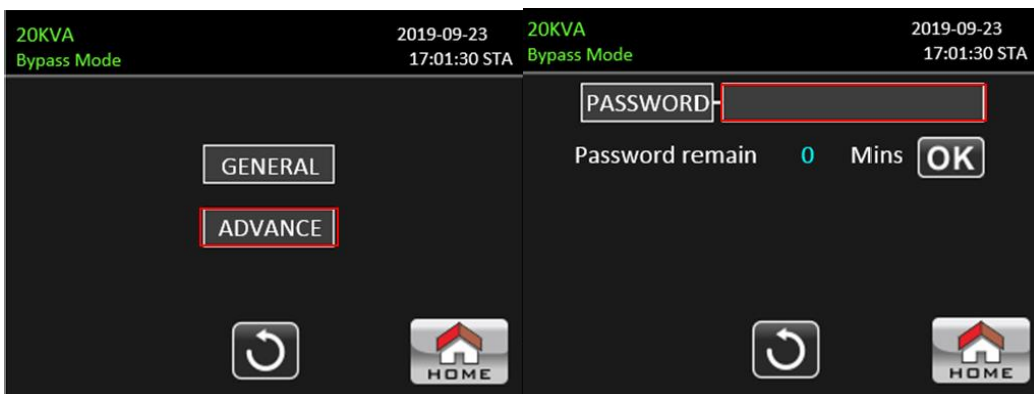 20KVA
2019-09-23
Bypass Mode
17:01:30 STA
GENERAL
ADVANCE
HOME
20KVA
2019-09-23
Bypass Mode
17:01:30 STA
PASSWORD
Password remain 0 Mins OK
HOME